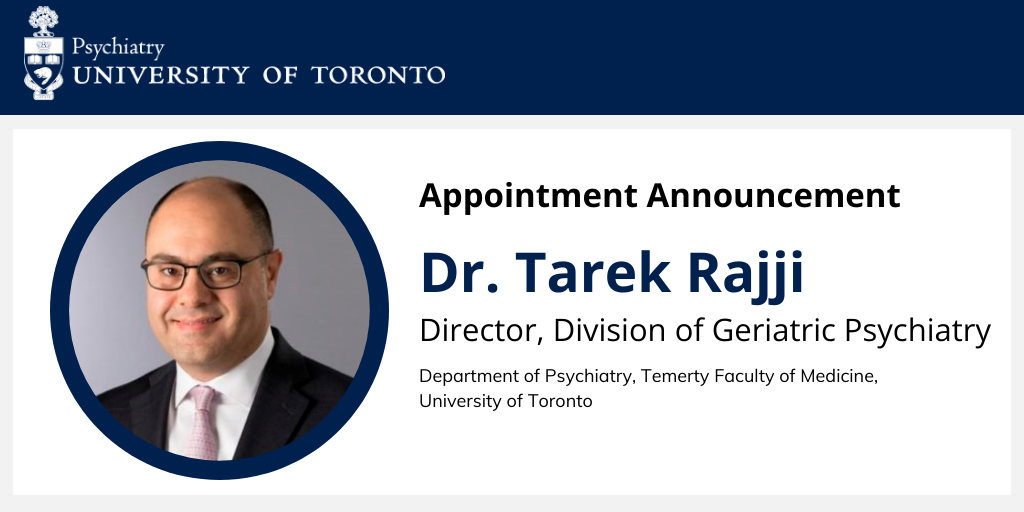 Psychiatry
UNIVERSITY OF TORONTO
Appointment Announcement
Dr. Tarek Rajji
Director, Division of Geriatric Psychiatry
Department of Psychiatry, Temerty Faculty of Medicine,
University of Toronto